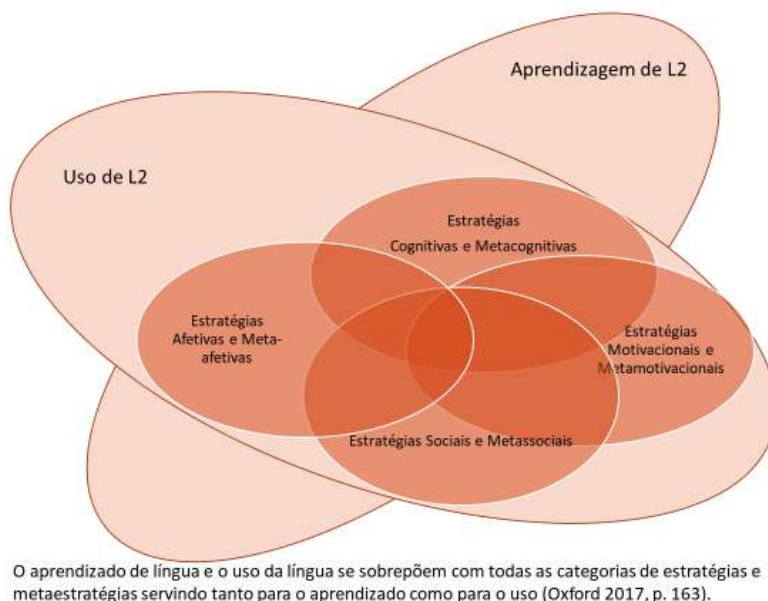 Aprendizagem de L2
Uso de L2
Estratégias
Cognitivas e Metacognitivas
Estratégias
Afetivas e Meta-
afetivas
Estratégias
Motivacionais e
Metamotivacionais
Estratégias Sociais e Metassociais
O aprendizado de língua e o uso da língua se sobrepõem com todas as categorias de estratégias e
metaestratégias servindo tanto para o aprendizado como para o uso (Oxford 2017, p. 163).